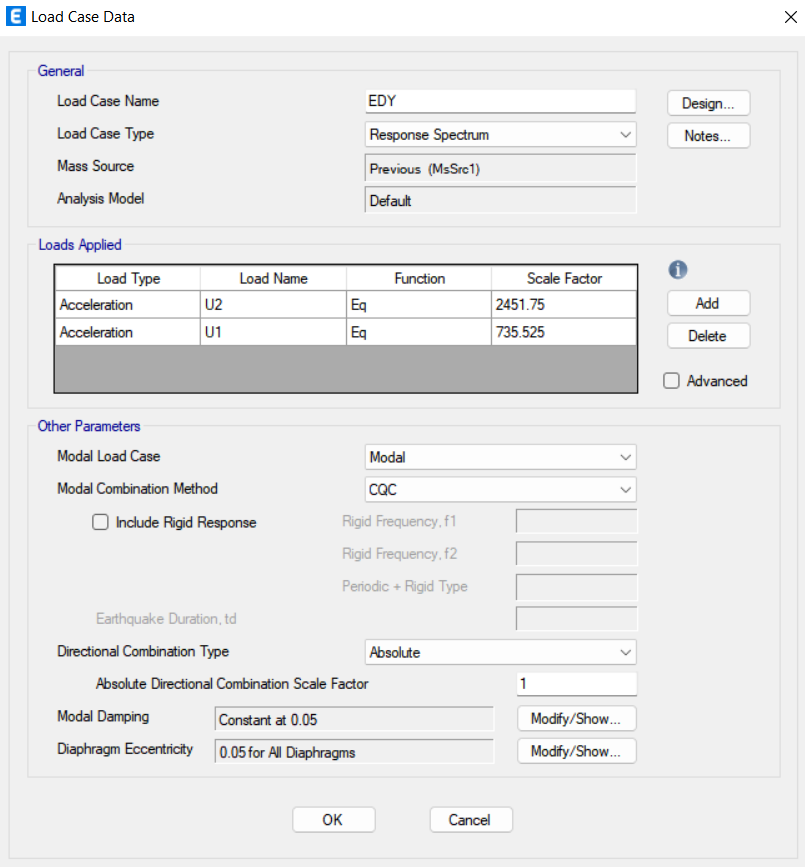 E Load Case Data
General
Load Case Name EDY Design...
Load Case Type Response Spectrum Notes...
Mass Source Previous (MsSrc1)
Analysis Model Default
Loads Applied
Load Type Load Name Function Scale Factor
Acceleration U2 Eq 2451.75 Add
Acceleration U1 Eq 735.525 Delete
Advanced
Other Parameters
Modal Load Case Modal
Modal Combination Method CQC
Include Rigid Response Rigid Frequency, f1
Rigid Frequency, f2
Periodic + Rigid Type
Earthquake Duration, td
Directional Combination Type Absolute
Absolute Directional Combination Scale Factor 1
Modal Damping Constant at 0.05 Modify/Show...
Diaphragm Eccentricity 0.05 for All Diaphragms Modify/Show...
OK Cancel